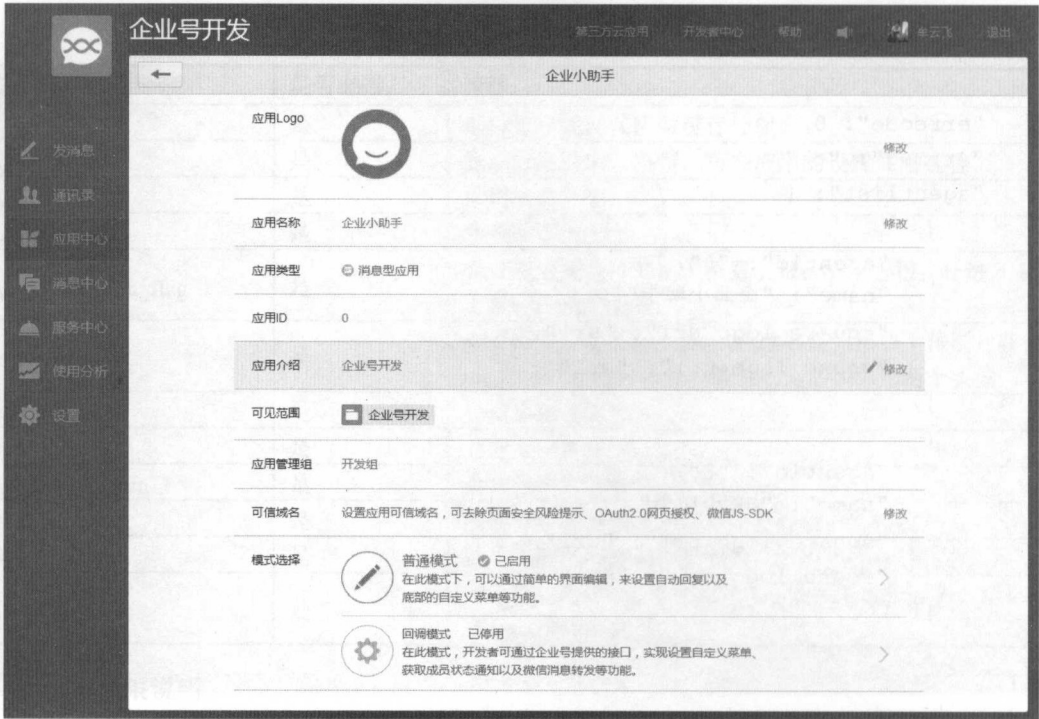 企业号开发
第三方云应用 开发者中心 帮助 单云飞 退出
企业小助手
发消息
通讯录
应用中心
消息中心
服务中心
使用分析
设置
应用Logo 修改
应用名称 企业小助手 修改
应用类型 消息型应用
应用ID 0
应用介绍 企业号开发 修改
可见范围 企业号开发
应用管理组 开发组
可信域名 设置应用可信域名，可去除页面安全风险提示、OAuth2.0网页授权、微信JS-SDK 修改
模式选择 普通模式 已启用
在此模式下，可以通过简单的界面编辑，来设置自动回复以及
底部的自定义菜单等功能。
回调模式 已停用
在此模式，开发者可通过企业号提供的接口，实现设置自定义菜单、
获取成员状态通知以及微信消息转发等功能。